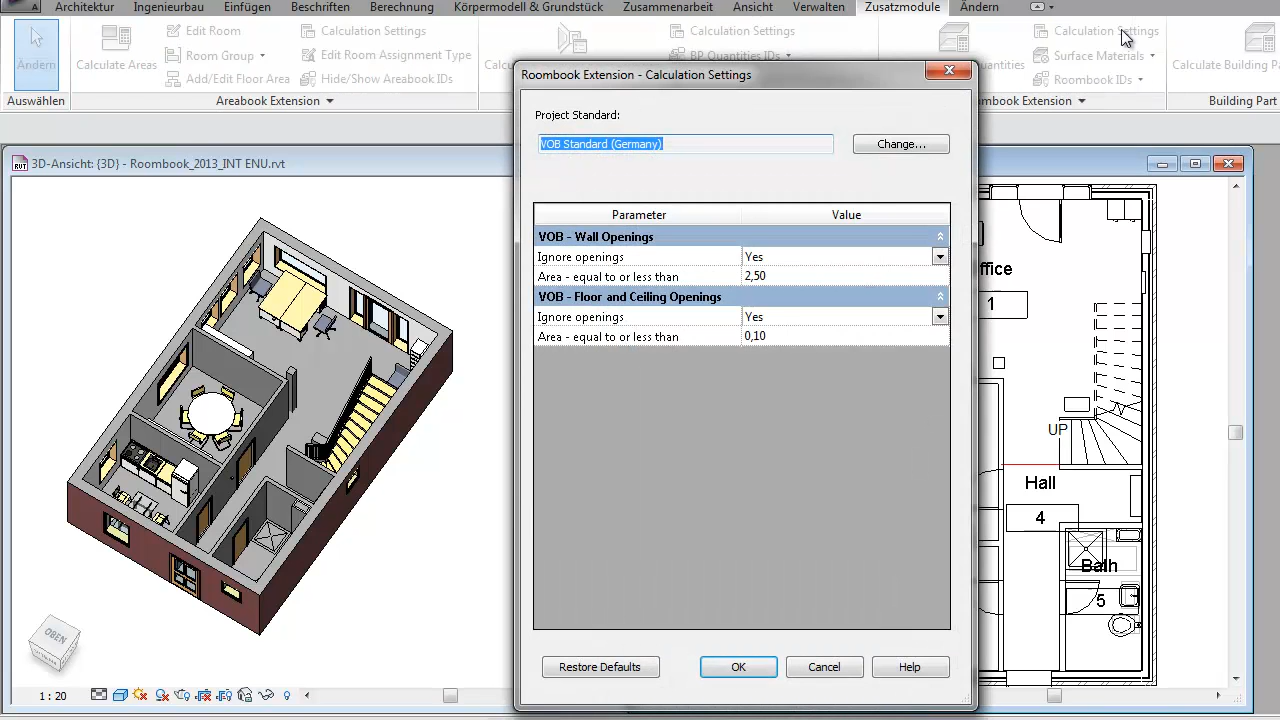 Architektur Ingenieurbau Einfügen Beschriften Berechnung Körpermodell & Grundstück Zusammenarbeit Ansicht Verwalten Zusatzmodule Ändern
Ändern
Auswählen
Calculate Areas
Edit Room
Room Group
Add/Edit
Calculation Settings
Edit Room Assignment Type
Hide/Show Areabook IDs
Areabook Extension
Calculation Settings
BP Quantities IDs
Calculation Settings
Surface Materials
Roombook IDs
Extension
Calculate Building
Building Part
3D-Ansicht: {3D} - Roombook_2013_INT ENU.rvt
Roombook Extension - Calculation Settings
Project Standard:
VOB Standard (Germany)
Change...
Parameter Value
VOB - Wall Openings
Ignore openings Yes
Area - equal to or less than 2,50
VOB - Floor and Ceiling Openings
Ignore openings Yes
Area - equal to or less than 0,10
Restore Defaults OK Cancel Help
ffice
1
UP
Hall
4
Bath
5
OBEN
1 : 20